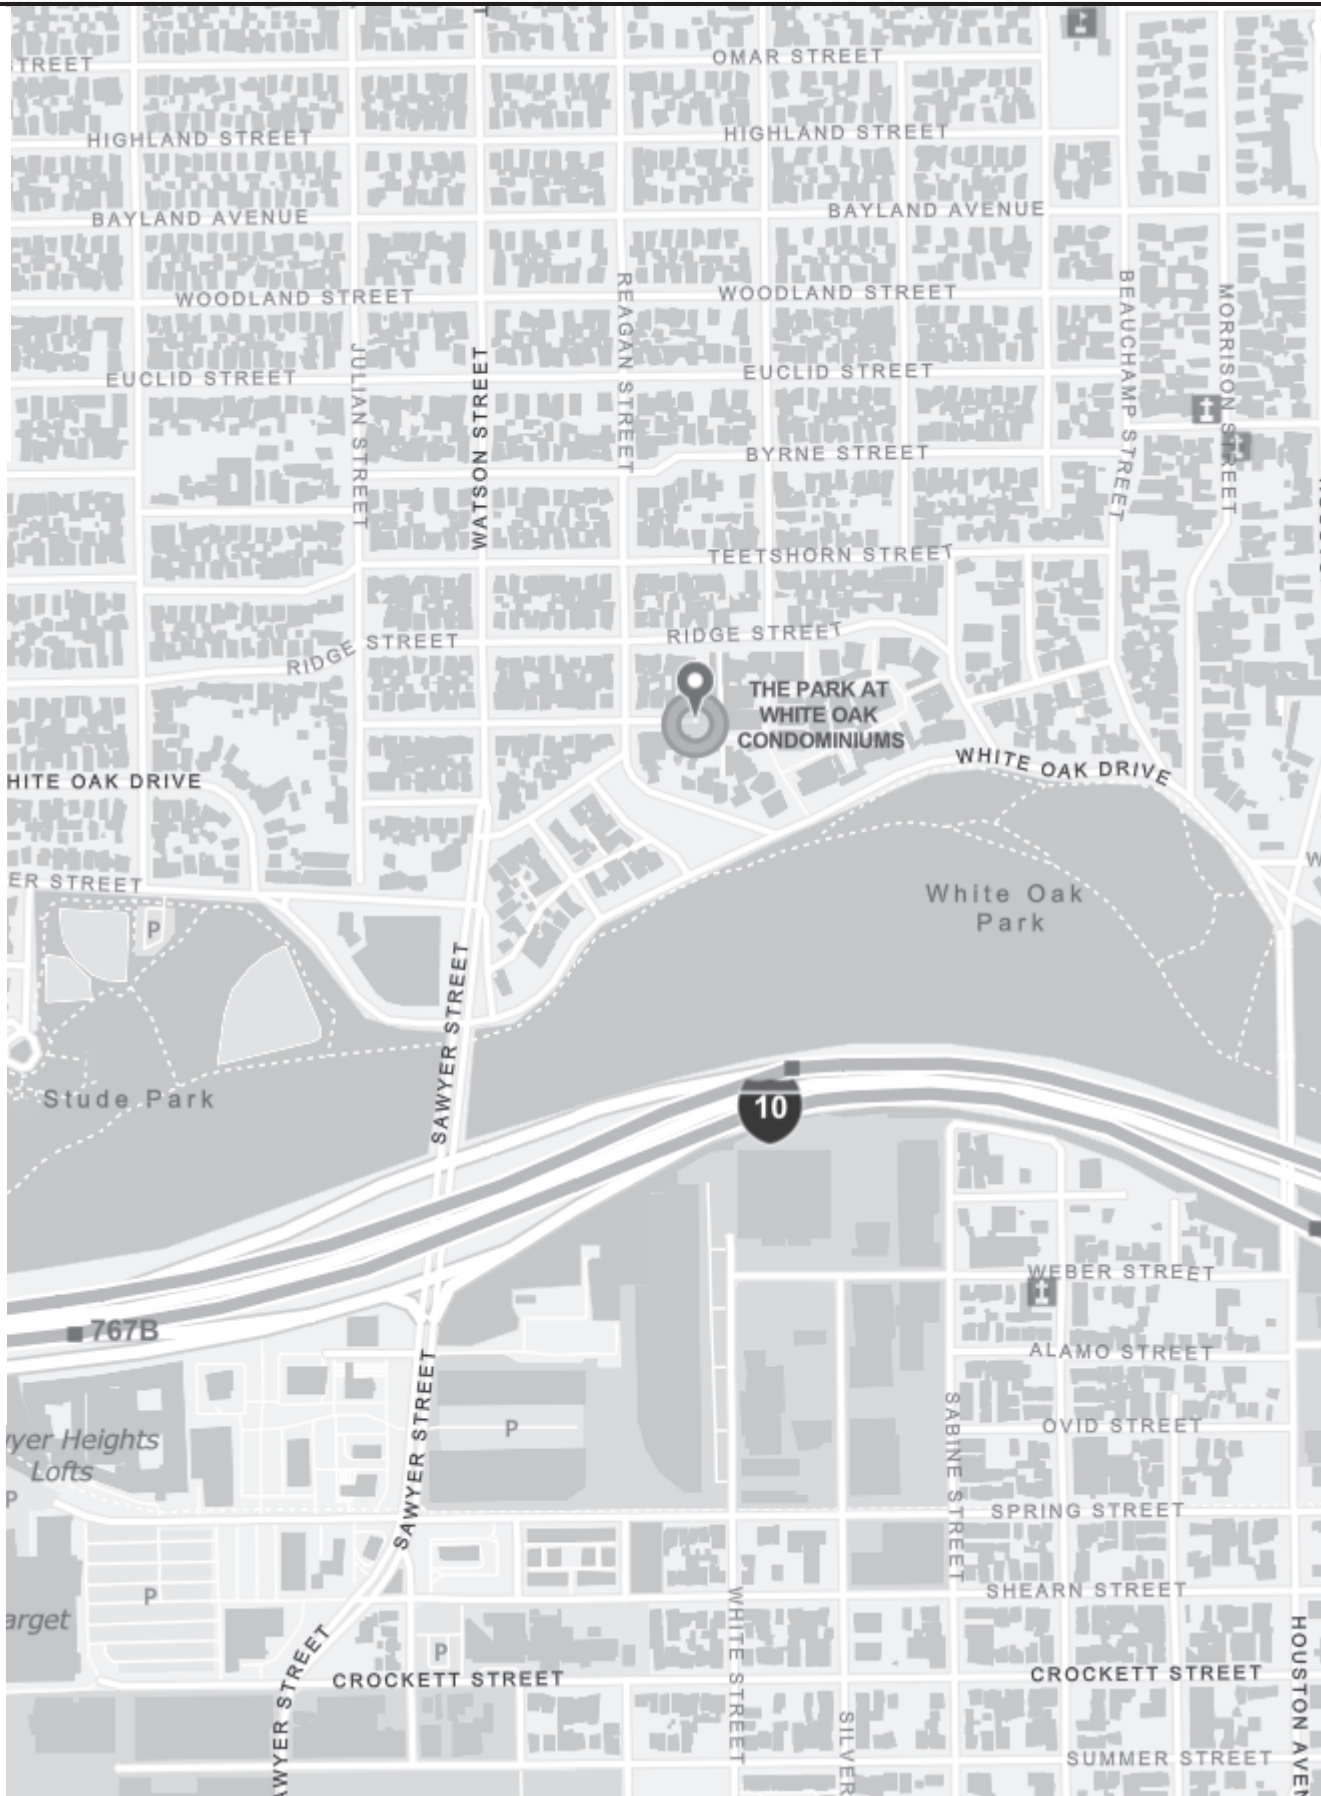 OMAR STREET
TREET
HIGHLAND STREET
HIGHLAND STREET
BAYLAND AVENUE
BAYLAND AVENUE
WOODLAND STREET
WOODLAND STREET
REAGAN STREET
BEAUCHAMP STREET
MORRISON STREET
JULIAN STREET
WATSON STREET
EUCLID STREET
EUCLID STREET
BYRNE STREET
TEETSHORN STREET
RIDGE STREET
RIDGE STREET
THE PARK AT
WHITE OAK
CONDOMINIUMS
HITE OAK DRIVE
WHITE OAK DRIVE
W
ER STREET
P
White Oak
Park
SAWYER STREET
Stude Park
10
767B
WEBER STREET
ALAMO STREET
SAWYER STREET
P
SABINE STREET
OVID STREET
yer Heights
Lofts
P
SPRING STREET
P
SHEARN STREET
arget
WHITE STREET
HOUSTON AVEN
P
AWYER STREET
CROCKETT STREET
CROCKETT STREET
SILVER
SUMMER STREET